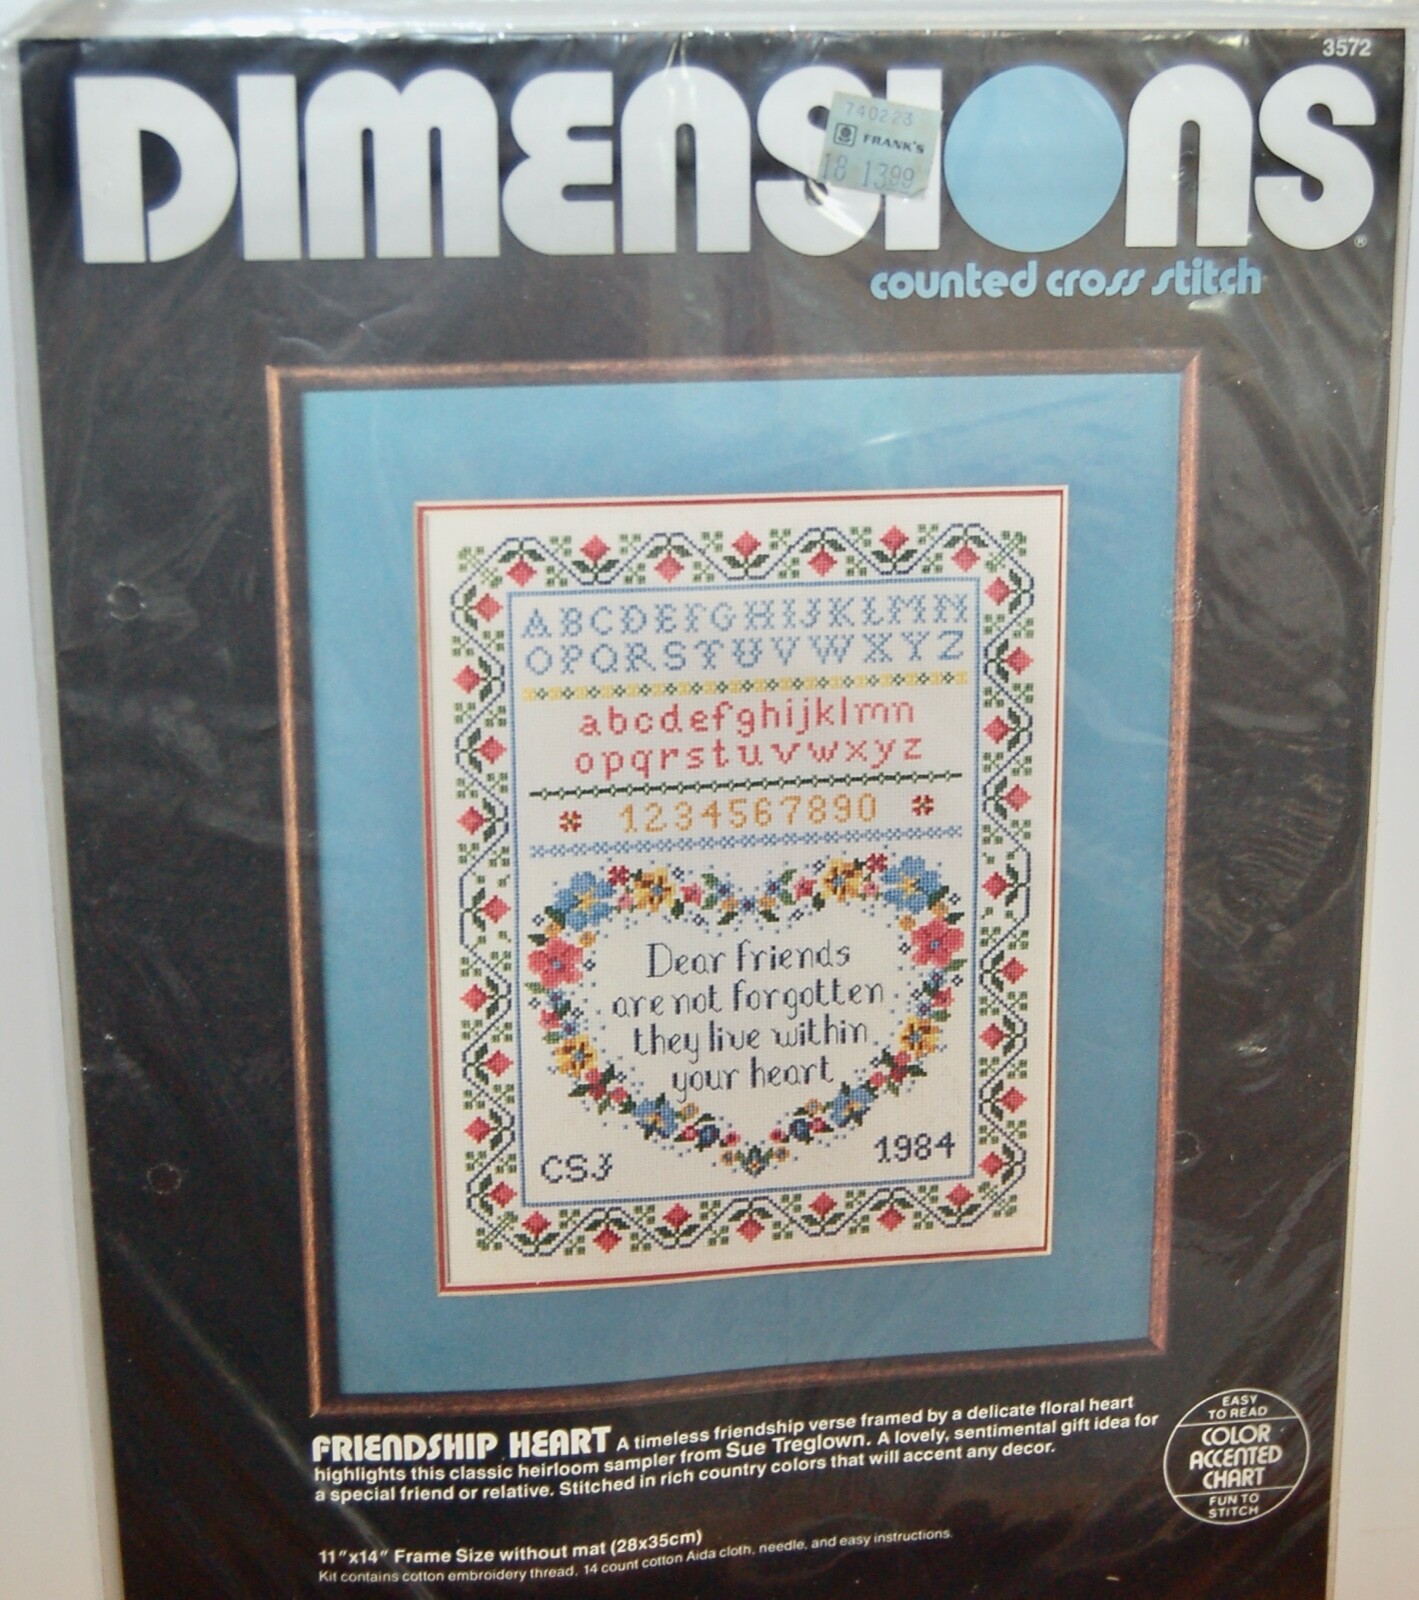 3572
DIMENSIONS®
740223
FRANK'S
18 13.99
counted cross stitch
ABCDEFGHIJKLMN
OPQRSTUVWXYZ
abcdefghijklmn
opqrstuvwxyz
1234567890
Dear friends
are not forgotten
they live within
your heart
CSJ
1984
FRIENDSHIP HEART A timeless friendship verse framed by a delicate floral heart
highlights this classic heirloom sampler from Sue Treglown. A lovely, sentimental gift idea for
a special friend or relative. Stitched in rich country colors that will accent any decor.
EASY
TO READ
COLOR
ACCENTED
CHART
FUN TO
STITCH
11"x14" Frame Size without mat (28x35cm)
Kit contains cotton embroidery thread, 14 count cotton Aida cloth, needle, and easy instructions.